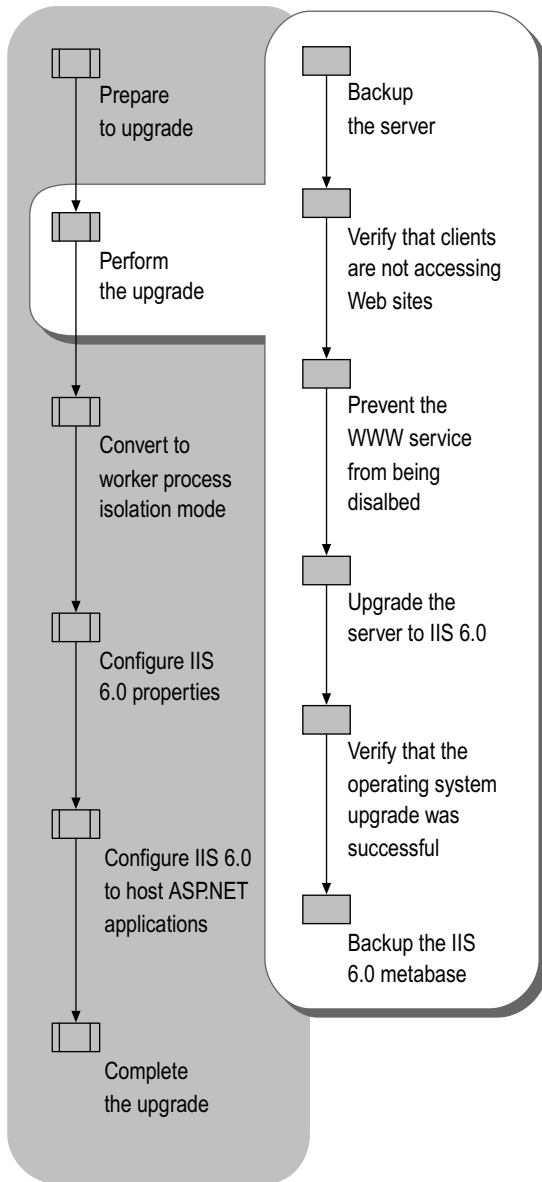 Prepare
to upgrade
Perform
the upgrade
Convert to
worker process
isolation mode
Configure IIS
6.0 properties
Configure IIS 6.0
to host ASP.NET
applications
Complete
the upgrade
Backup
the server
Verify that clients
are not accessing
Web sites
Prevent the
WWW service
from being
disalbed
Upgrade the
server to IIS 6.0
Verify that the
operating system
upgrade was
successful
Backup the IIS
6.0 metabase